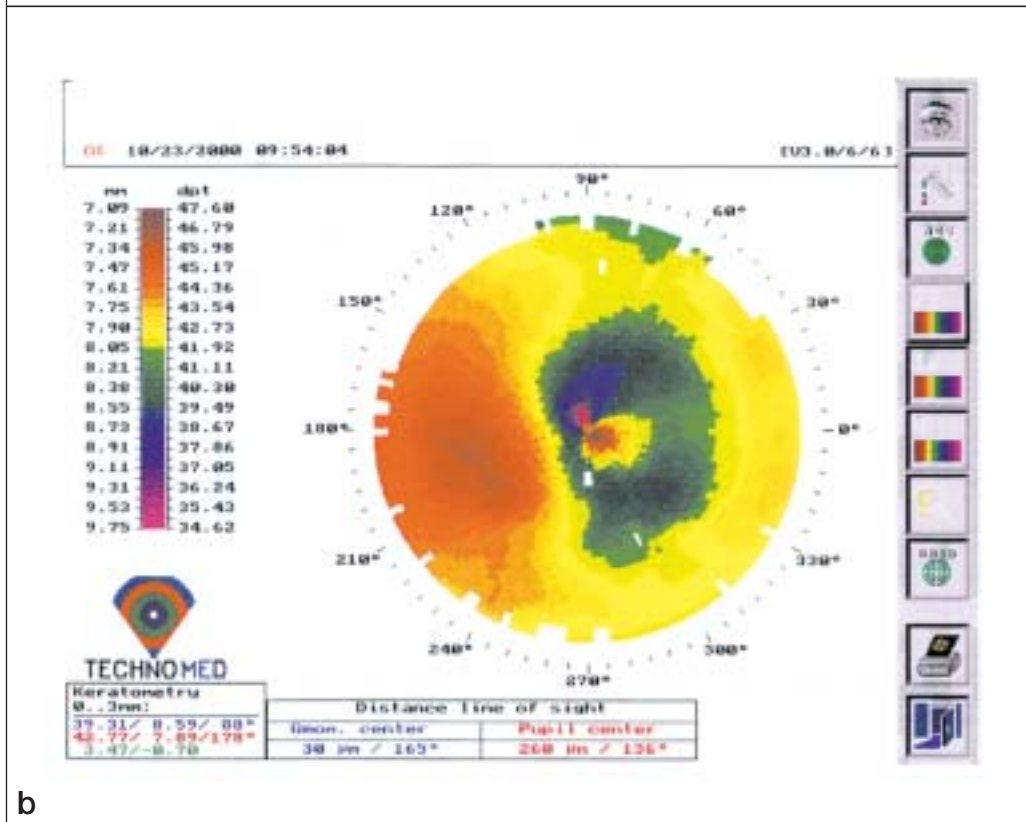 10/23/2000 09:54:04
[V3.0/6/6]
mm dpt
7.09 47.60
7.21 46.79
7.34 45.98
7.47 45.17
7.61 44.36
7.75 43.54
7.90 42.73
8.05 41.92
8.21 41.11
8.38 40.30
8.55 39.49
8.73 38.67
8.91 37.86
9.11 37.05
9.31 36.24
9.53 35.43
9.75 34.62
90°
120° 60°
150° 30°
180° 0°
210° 330°
240° 300°
270°
TECHNOMED
Keratometry
0..3mm:
39.31/ 8.59/ 88°
42.77/ 7.89/178°
3.47/-0.70
Distance line of sight
center Pupil center
30 µm / 165° 260 µm / 136°
b